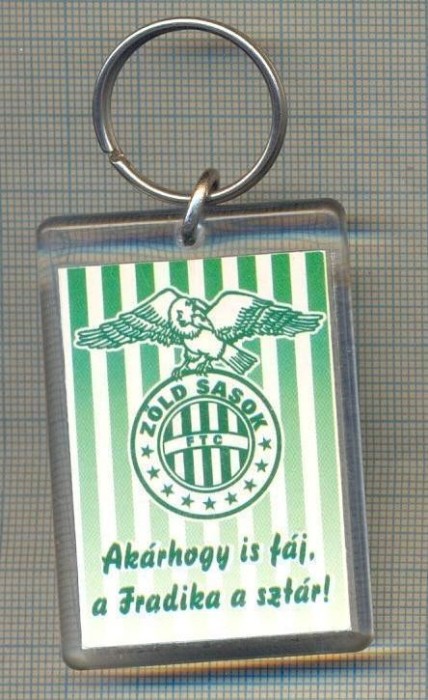 ZÖLD SASOK
FTC
Akárhogy is fáj,
a Fradika a sztár!